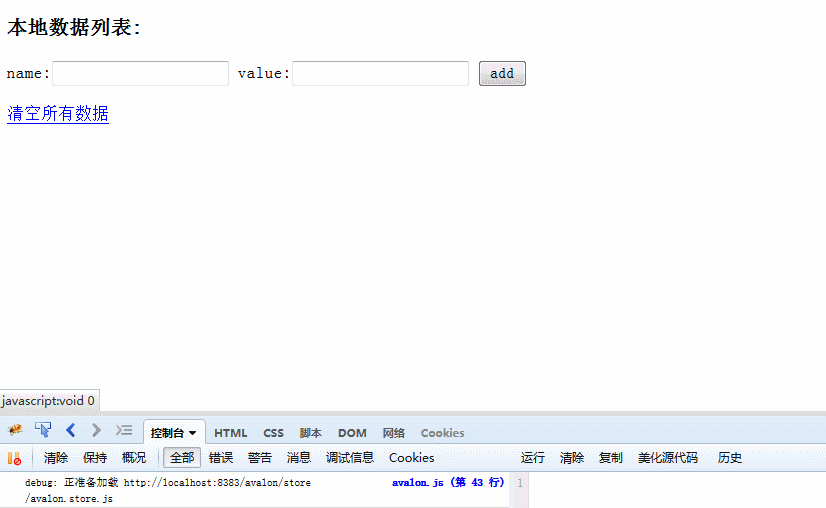 本地数据列表:
name: value: add
清空所有数据
javascript:void 0
控制台 HTML CSS 脚本 DOM 网络 Cookies
清除 保持 概况 全部 错误 警告 消息 调试信息 Cookies 运行 清除 复制 美化源代码 历史
debug: 正准备加载 http://localhost:8383/avalon/store avalon.js (第 43 行) 1
/avalon.store.js